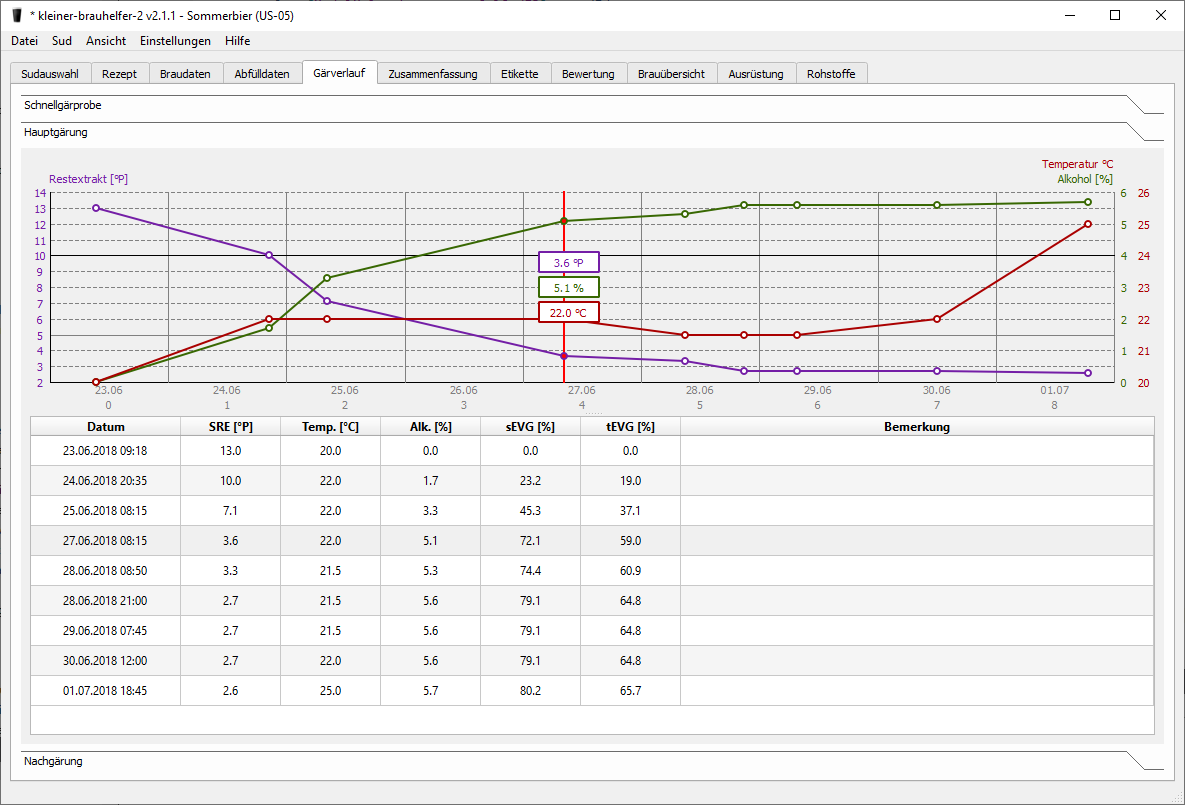 * kleiner-brauhelfer-2 v2.1.1 - Sommerbier (US-05)
Datei Sud Ansicht Einstellungen Hilfe
Sudauswahl Rezept Braudaten Abfülldaten Gärverlauf Zusammenfassung Etikette Bewertung Brauübersicht Ausrüstung Rohstoffe
Schnellgärprobe
Hauptgärung
Temperatur °C
Restextrakt [°P] Alkohol [%]
14 6 26
13
12 5 25
11
10 4 24
9
8 3 23
7
6 2 22
5
4 1 21
3
2 0 20
3.6 °P
5.1 %
22.0 °C
23.06 24.06 25.06 26.06 27.06 28.06 29.06 30.06 01.07
0 1 2 3 4 5 6 7 8
Datum SRE [°P] Temp. [°C] Alk. [%] sEVG [%] tEVG [%] Bemerkung
23.06.2018 09:18 13.0 20.0 0.0 0.0 0.0
24.06.2018 20:35 10.0 22.0 1.7 23.2 19.0
25.06.2018 08:15 7.1 22.0 3.3 45.3 37.1
27.06.2018 08:15 3.6 22.0 5.1 72.1 59.0
28.06.2018 08:50 3.3 21.5 5.3 74.4 60.9
28.06.2018 21:00 2.7 21.5 5.6 79.1 64.8
29.06.2018 07:45 2.7 21.5 5.6 79.1 64.8
30.06.2018 12:00 2.7 22.0 5.6 79.1 64.8
01.07.2018 18:45 2.6 25.0 5.7 80.2 65.7
Nachgärung